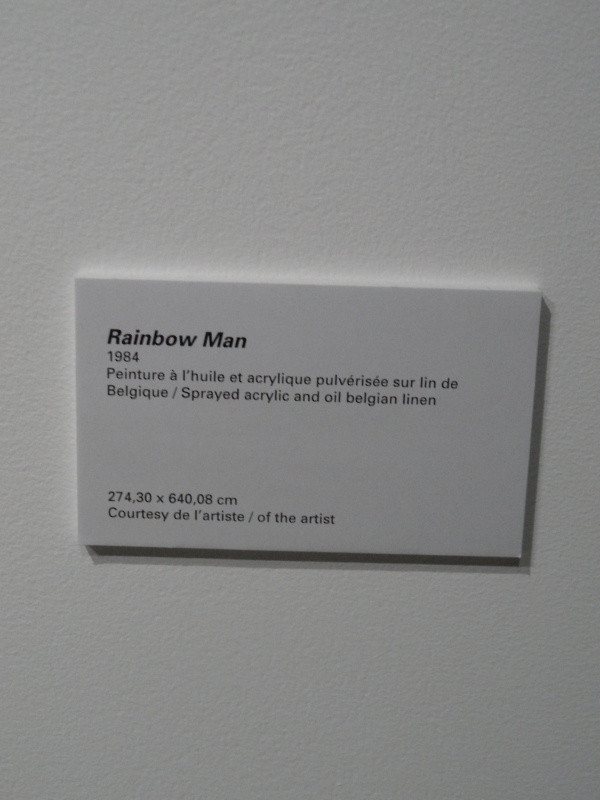 Rainbow Man
1984
Peinture à l'huile et acrylique pulvérisée sur lin de
Belgique / Sprayed acrylic and oil belgian linen
274,30 x 640,08 cm
Courtesy de l'artiste / of the artist